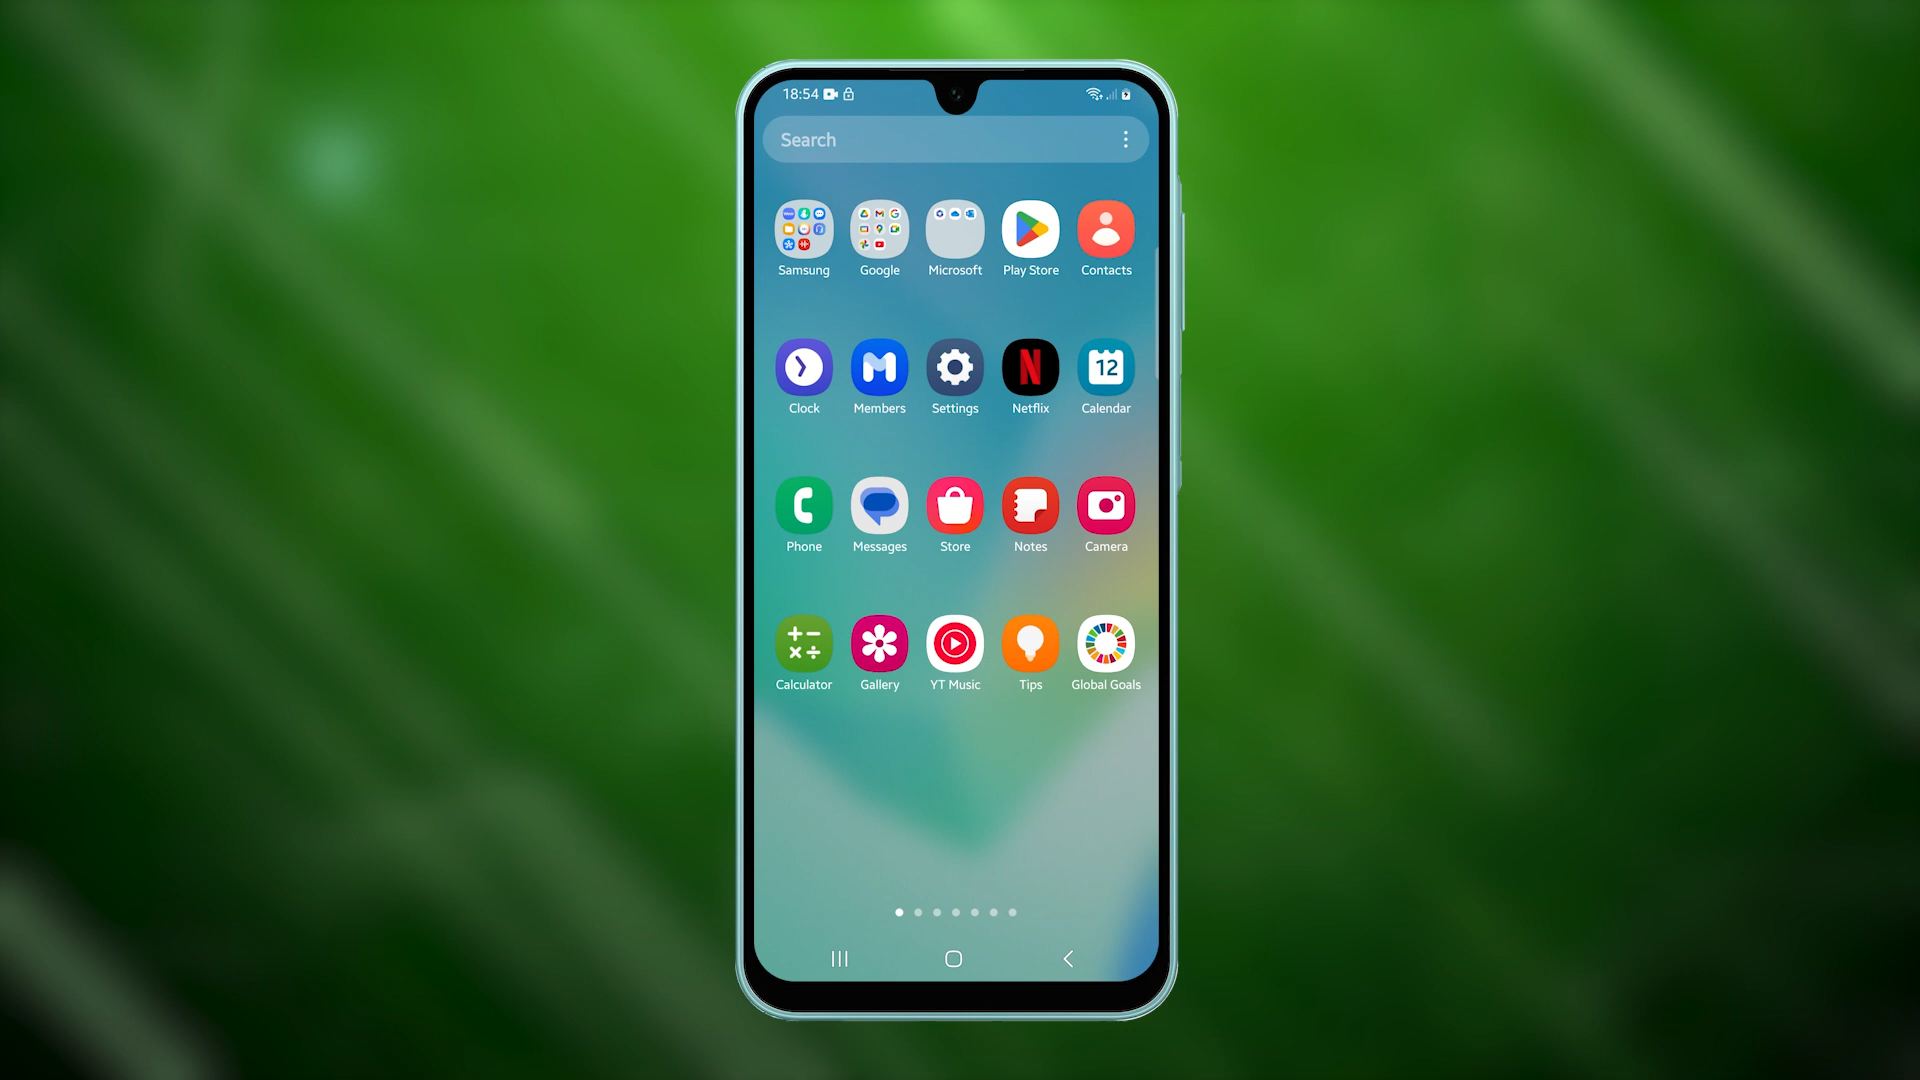 18:54
Search
Samsung Google Microsoft Play Store Contacts
12
Clock Members Settings Netflix Calendar
Phone Messages Store Notes Camera
Calculator Gallery YT Music Tips Global Goals